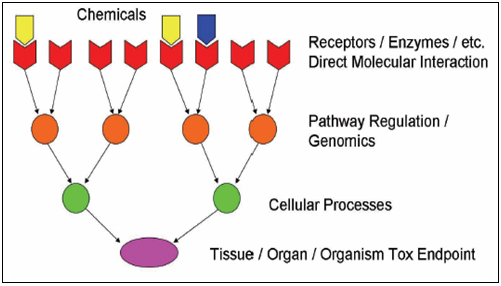 Chemicals
Receptors / Enzymes / etc.
Direct Molecular Interaction
Pathway Regulation /
Genomics
Cellular Processes
Tissue / Organ / Organism Tox Endpoint